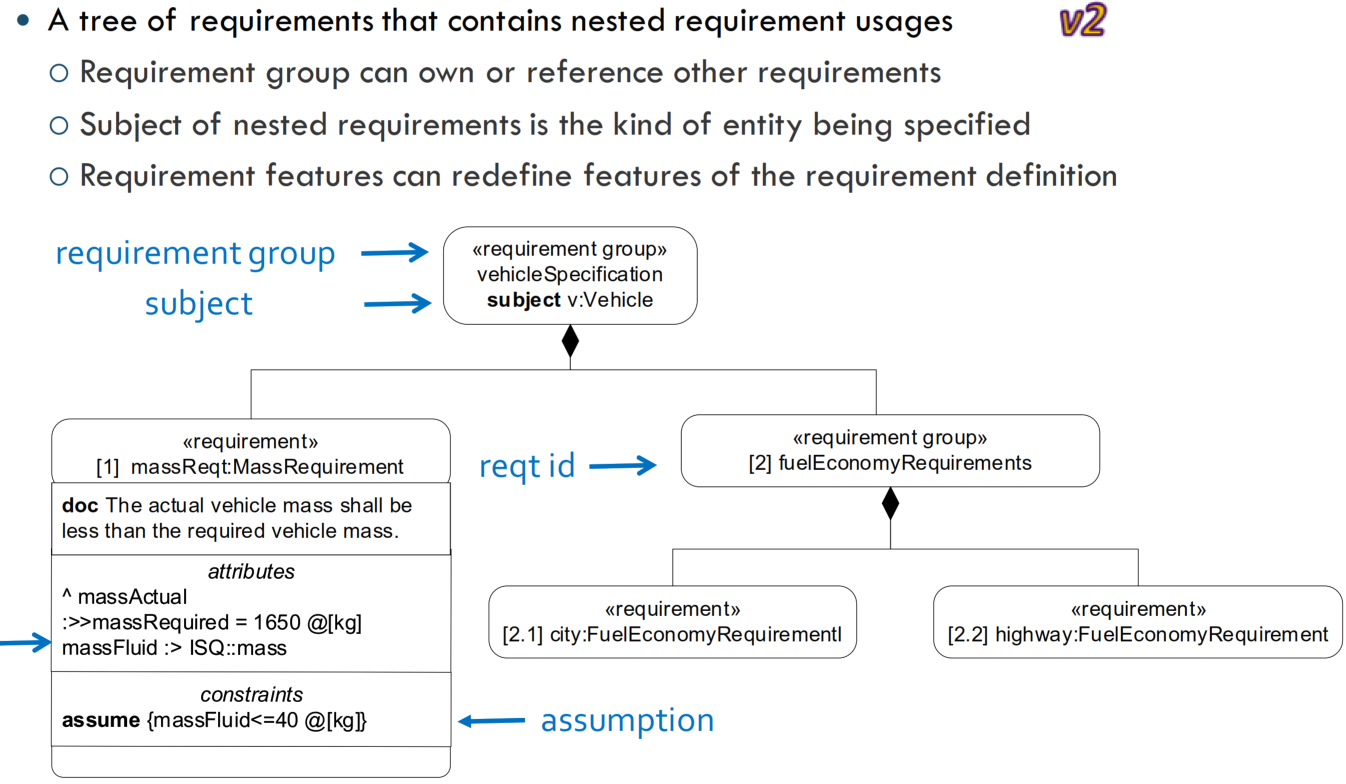 • A tree of requirements that contains nested requirement usages
v2
○ Requirement group can own or reference other requirements
○ Subject of nested requirements is the kind of entity being specified
○ Requirement features can redefine features of the requirement definition
requirement group
subject
«requirement group»
vehicleSpecification
subject v:Vehicle
«requirement»
[1] massReqt:MassRequirement
doc The actual vehicle mass shall be
less than the required vehicle mass.
attributes
^ massActual
:>>massRequired = 1650 @[kg]
massFluid :> ISQ::mass
constraints
assume {massFluid<=40 @[kg]}
assumption
reqt id
«requirement group»
[2] fuelEconomyRequirements
«requirement»
[2.1] city:FuelEconomyRequirementl
«requirement»
[2.2] highway:FuelEconomyRequirement